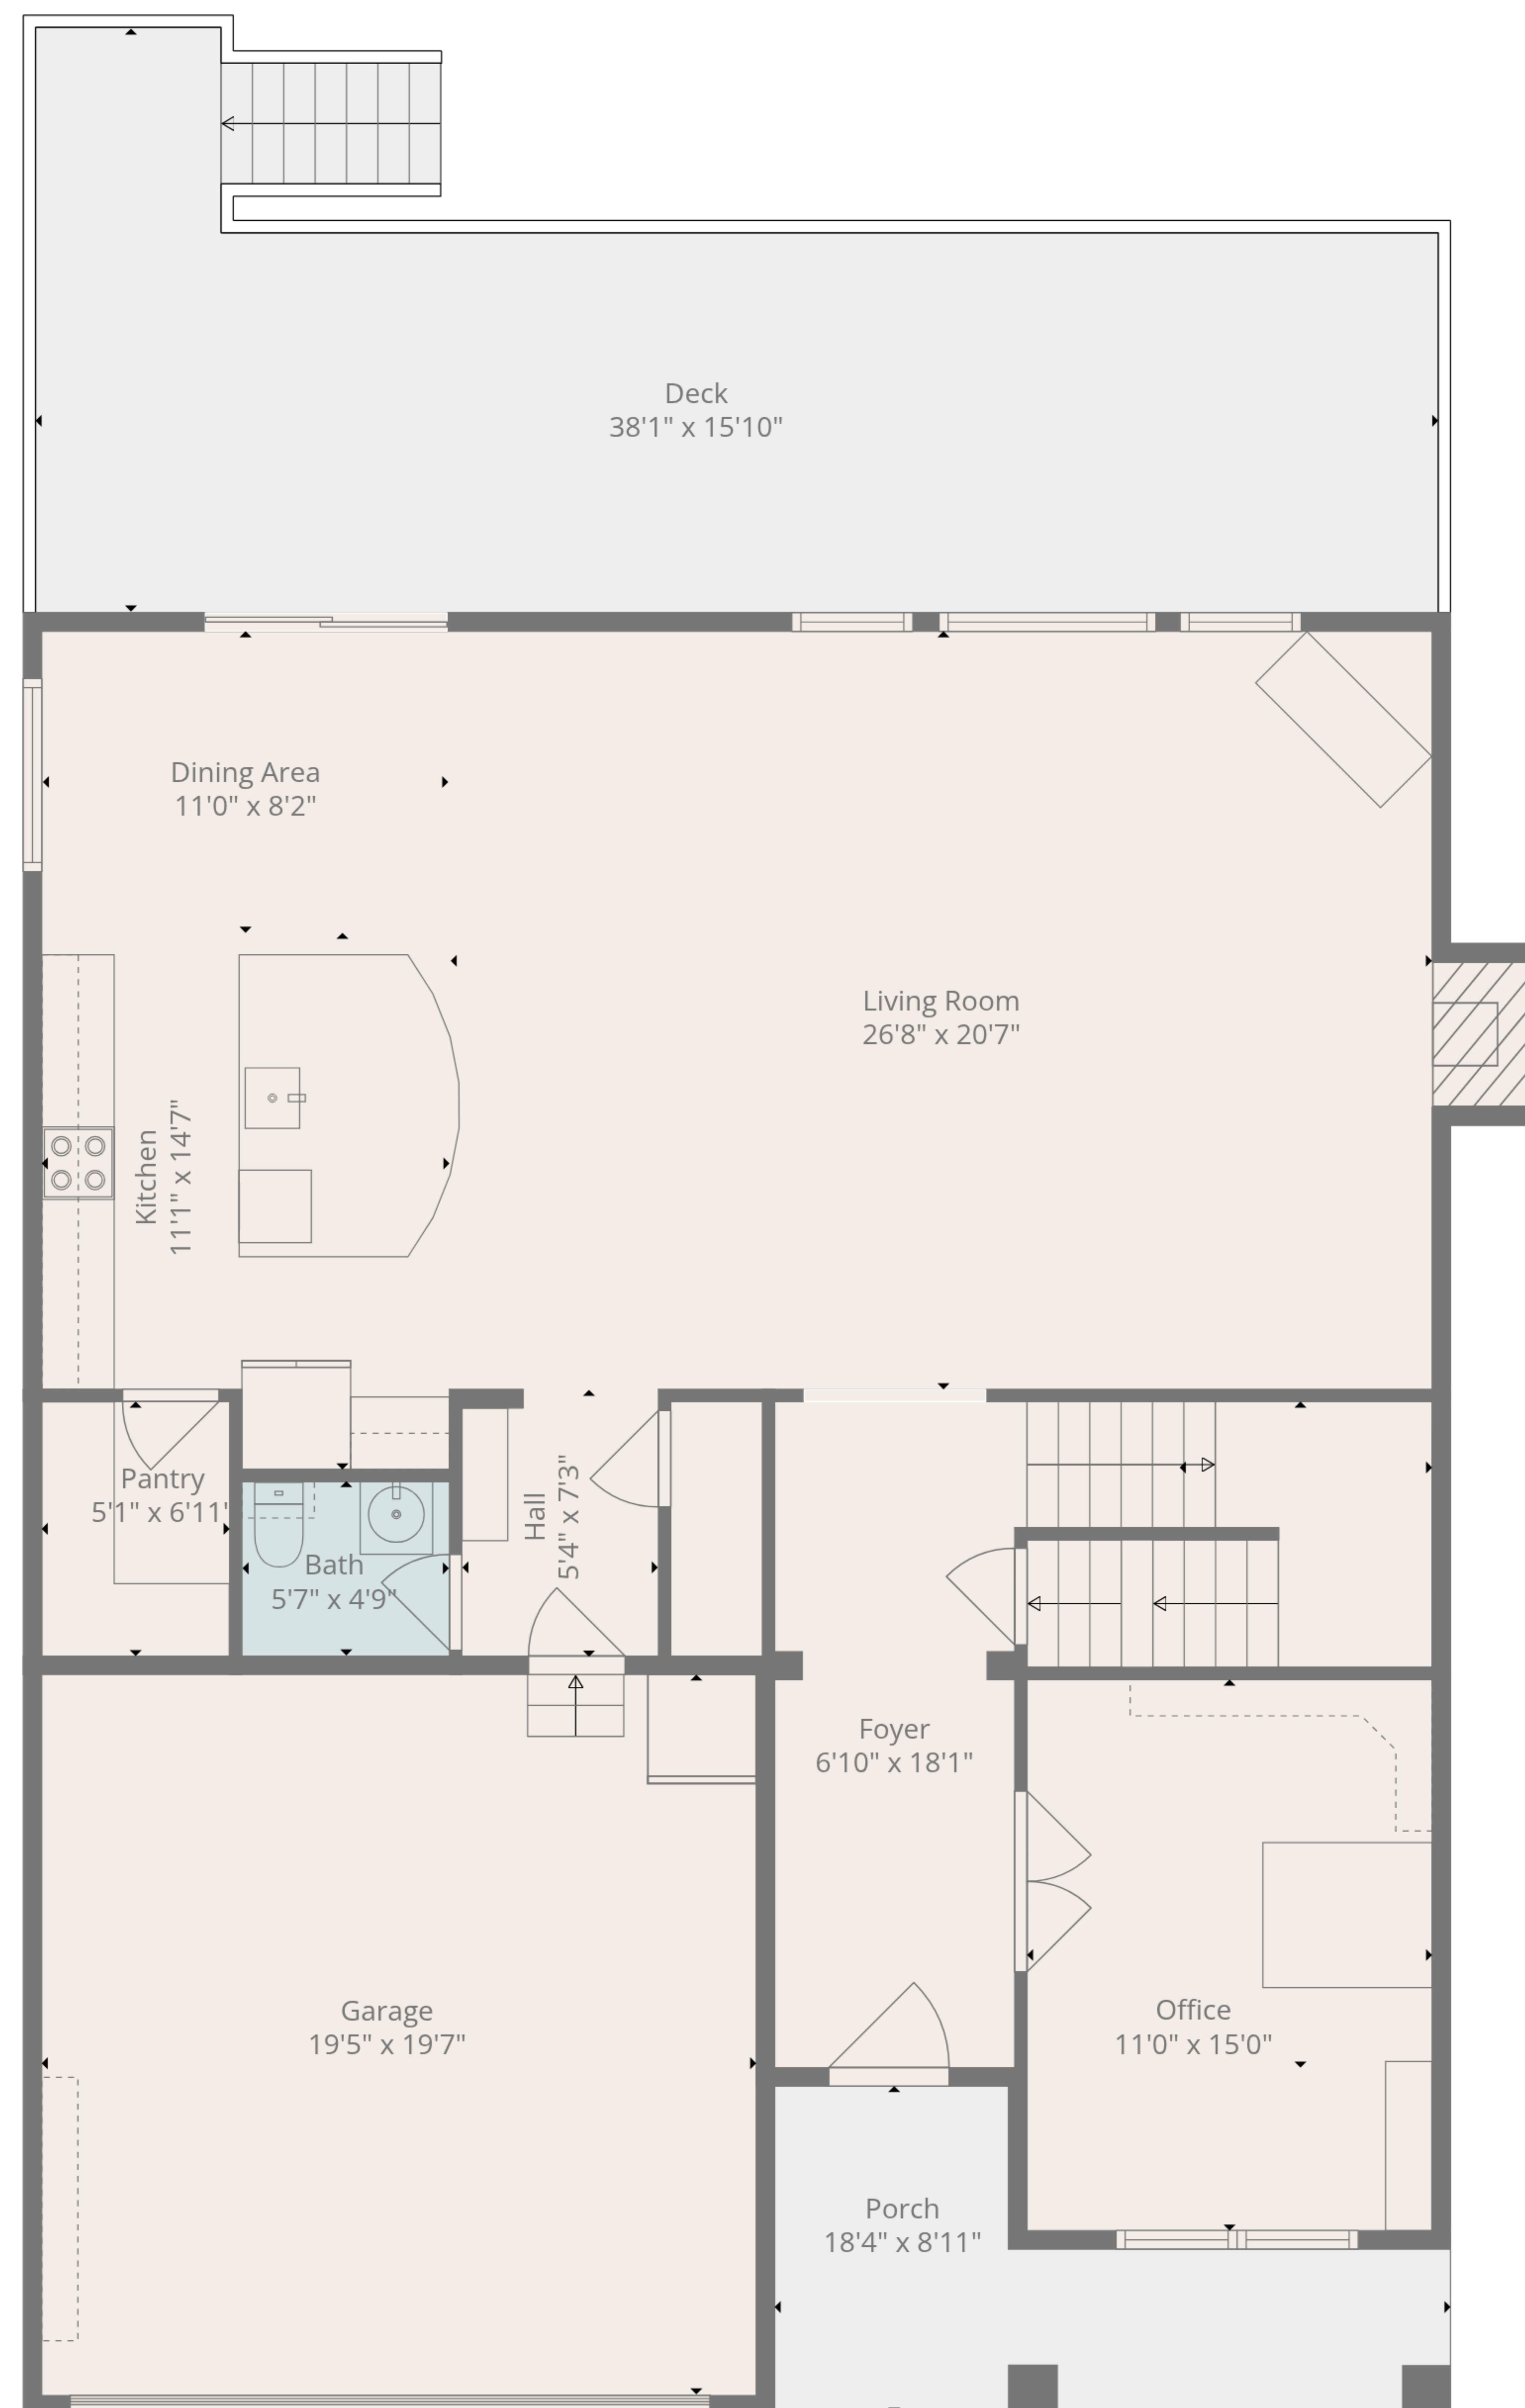 Deck
38'1" x 15'10"
Dining Area
11'0" x 8'2"
Living Room
26'8" x 20'7"
Kitchen
11'1" x 14'7"
Pantry
5'1" x 6'11'
Bath
5'7" x 4'9"
Hall
5'4" x 7'3"
Foyer
6'10" x 18'1"
Garage
19'5" x 19'7"
Office
11'0" x 15'0"
Porch
18'4" x 8'11"